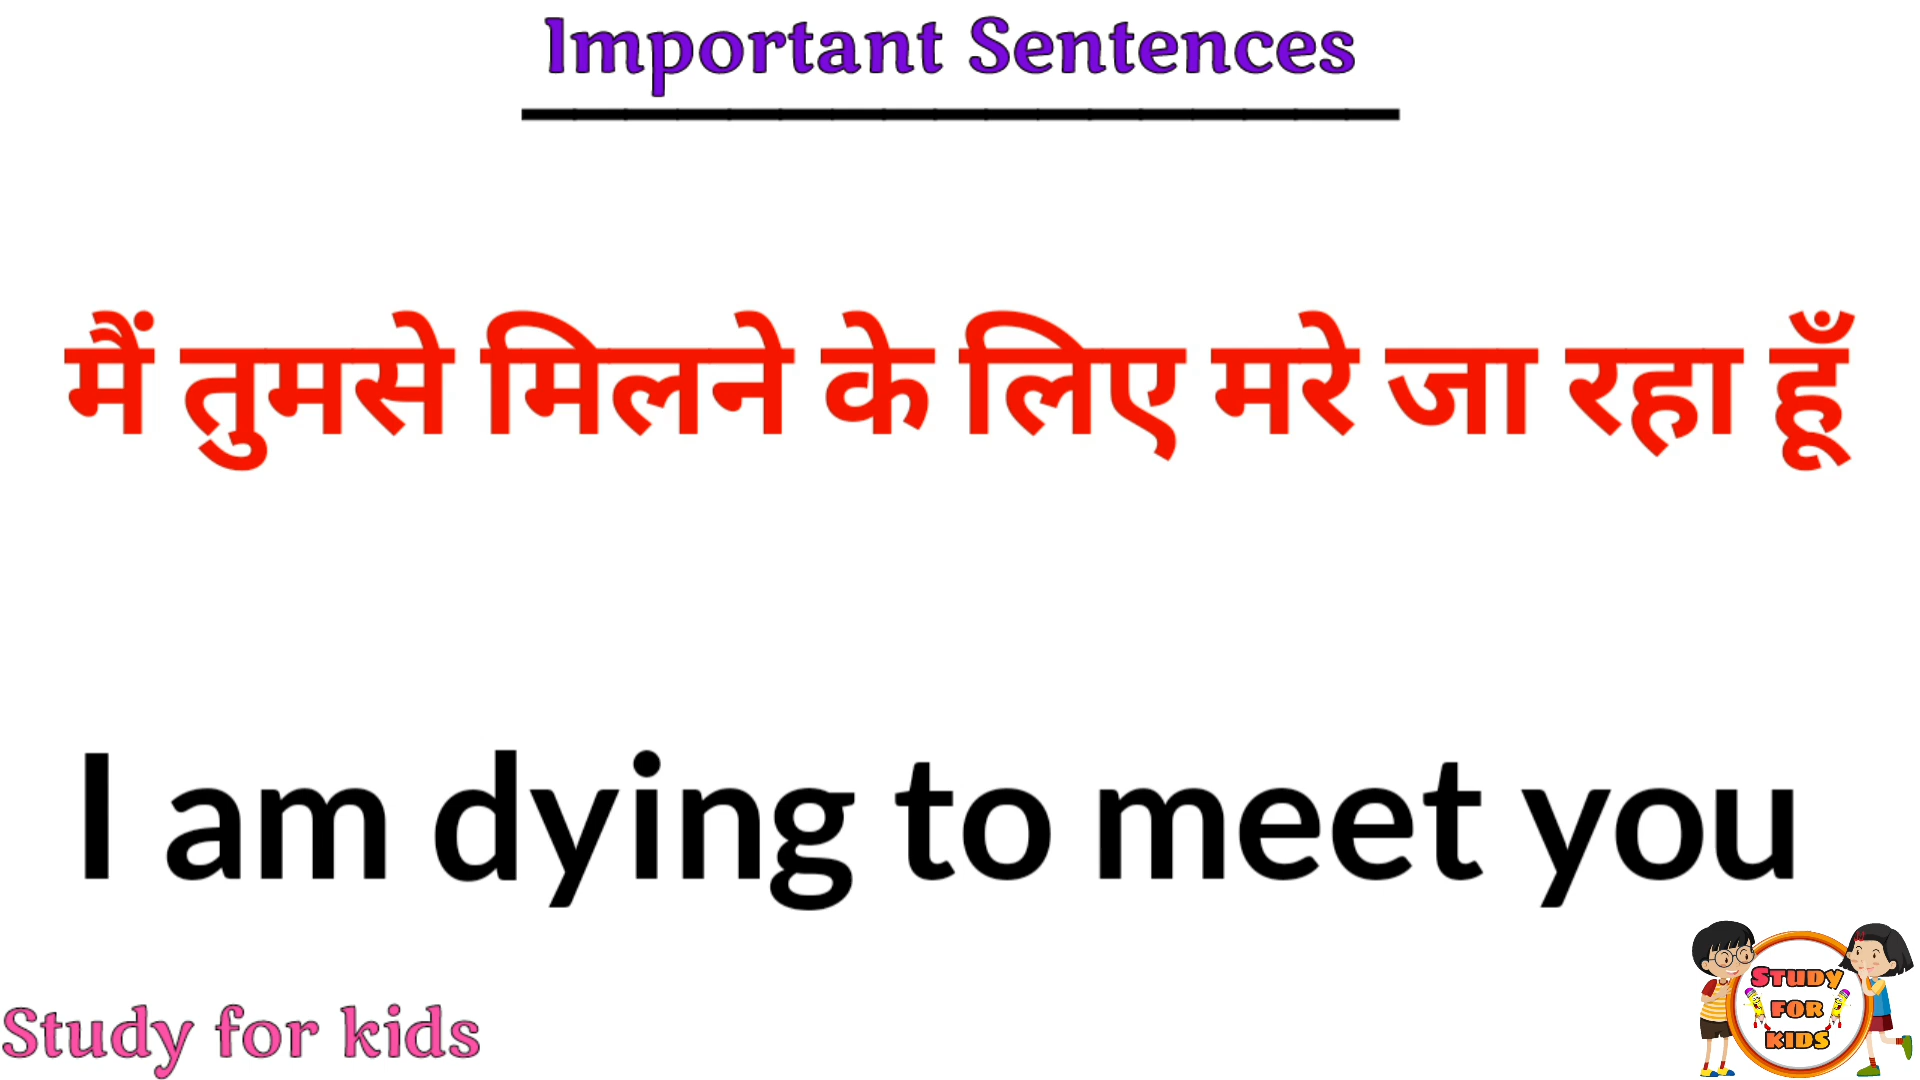 Important Sentences
मैं तुमसे मिलने के लिए मरे जा रहा हूँ
I am dying to meet you
Study for kids
STUDY
FOR
KIDS